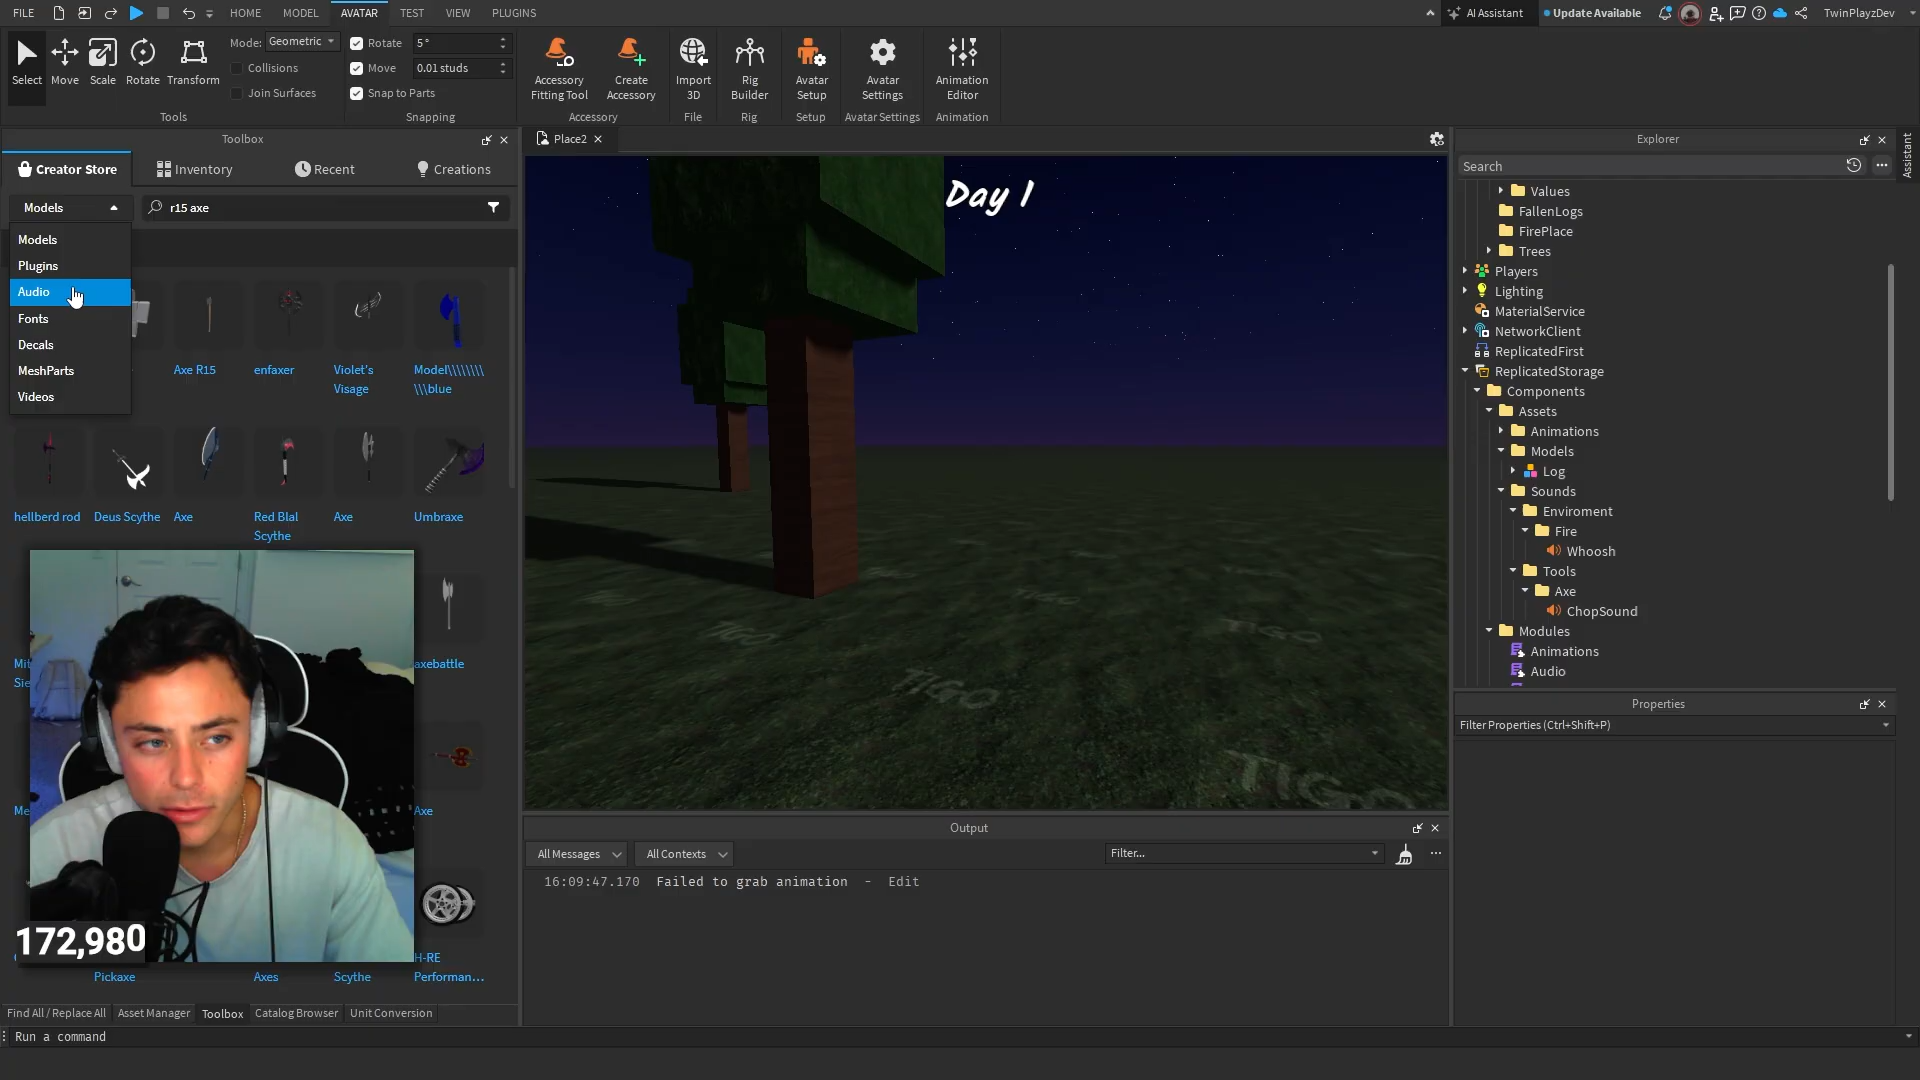 FILE
HOME
MODEL
AVATAR
TEST
VIEW
PLUGINS
AI Assistant
Update Available
TwinPlayzDev
Select
Move
Scale
Rotate
Transform
Mode:
Geometric
Collisions
Join Surfaces
Tools
Rotate
5°
Move
0.01 studs
Snap to Parts
Snapping
Accessory
Fitting Tool
Create
Accessory
Accessory
Import
3D
File
Rig
Builder
Rig
Avatar
Setup
Setup
Avatar
Settings
Avatar Settings
Animation
Editor
Animation
Toolbox
Creator Store
Inventory
Recent
Creations
Models
r15 axe
Models
Plugins
Audio
Fonts
Decals
MeshParts
Videos
Axe R15
enfaxer
Violet's
Visage
Model\\\\\\\\
\\\blue
hellberd rod
Deus Scythe
Axe
Red Blal
Scythe
Axe
Umbraxe
axebattle
Axe
172,980
Pickaxe
Axes
Scythe
H-RE
Performan...
Find All / Replace All
Asset Manager
Toolbox
Catalog Browser
Unit Conversion
Run a command
Place2
Day 1
Output
All Messages
All Contexts
Filter...
16:09:47.170 Failed to grab animation - Edit
Explorer
Assistant
Search
Values
FallenLogs
FirePlace
Trees
Players
Lighting
MaterialService
NetworkClient
ReplicatedFirst
ReplicatedStorage
Components
Assets
Animations
Models
Log
Sounds
Enviroment
Fire
Whoosh
Tools
Axe
ChopSound
Modules
Animations
Audio
Properties
Filter Properties (Ctrl+Shift+P)